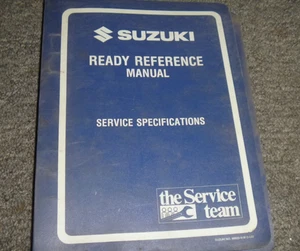 SUZUKI
READY REFERENCE
MANUAL
SERVICE SPECIFICATIONS
the Service
team